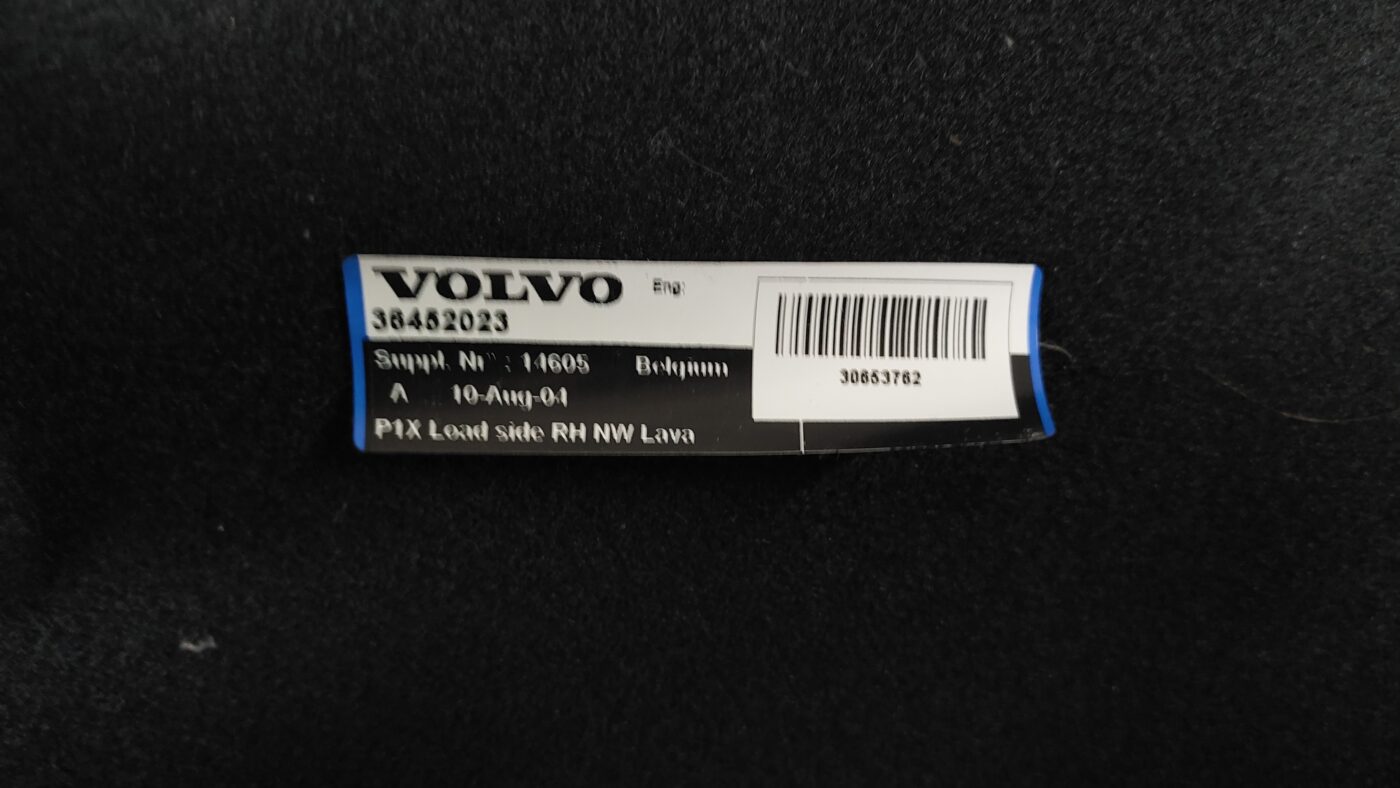 VOLVO Eng:
36452023
Suppl. Nr : 14605 Belgium
A 10-Aug-04
P1X Load side RH NW Lava
30653762